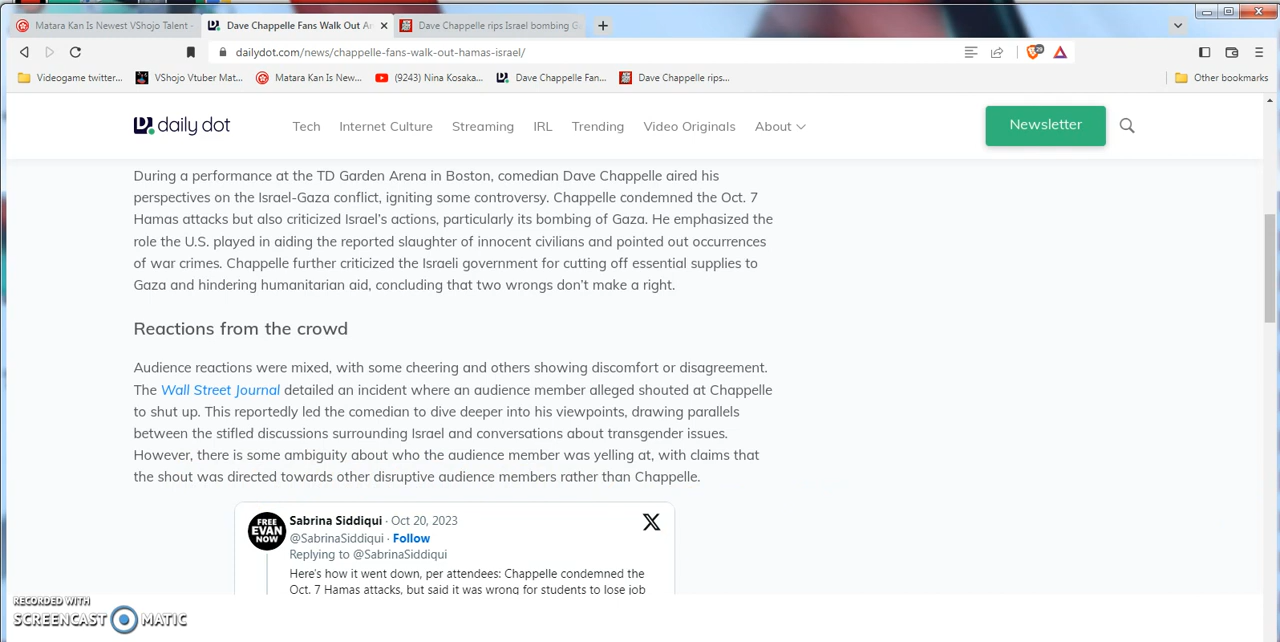 Matara Kan Is Newest VShojo Talent -
Dave Chappelle Fans Walk Out
Dave Chappelle rips Israel bombing G
dailydot.com/news/chappelle-fans-walk-out-hamas-israel/
29
Videogame twitter...
VShojo Vtuber Mat...
Matara Kan Is New...
(9243) Nina Kosaka...
Dave Chappelle Fan...
Dave Chappelle rips...
Other bookmarks
daily dot
Tech
Internet Culture
Streaming
IRL
Trending
Video Originals
About
Newsletter
During a performance at the TD Garden Arena in Boston, comedian Dave Chappelle aired his
perspectives on the Israel-Gaza conflict, igniting some controversy. Chappelle condemned the Oct. 7
Hamas attacks but also criticized Israel's actions, particularly its bombing of Gaza. He emphasized the
role the U.S. played in aiding the reported slaughter of innocent civilians and pointed out occurrences
of war crimes. Chappelle further criticized the Israeli government for cutting off essential supplies to
Gaza and hindering humanitarian aid, concluding that two wrongs don't make a right.
Reactions from the crowd
Audience reactions were mixed, with some cheering and others showing discomfort or disagreement.
The Wall Street Journal detailed an incident where an audience member alleged shouted at Chappelle
to shut up. This reportedly led the comedian to dive deeper into his viewpoints, drawing parallels
between the stifled discussions surrounding Israel and conversations about transgender issues.
However, there is some ambiguity about who the audience member was yelling at, with claims that
the shout was directed towards other disruptive audience members rather than Chappelle.
FREE
EVAN
NOW
Sabrina Siddiqui · Oct 20, 2023
@SabrinaSiddiqui · Follow
Replying to @SabrinaSiddiqui
Here's how it went down, per attendees: Chappelle condemned the
Oct. 7 Hamas attacks, but said it was wrong for students to lose job
RECORDED WITH
SCREENCAST MATIC